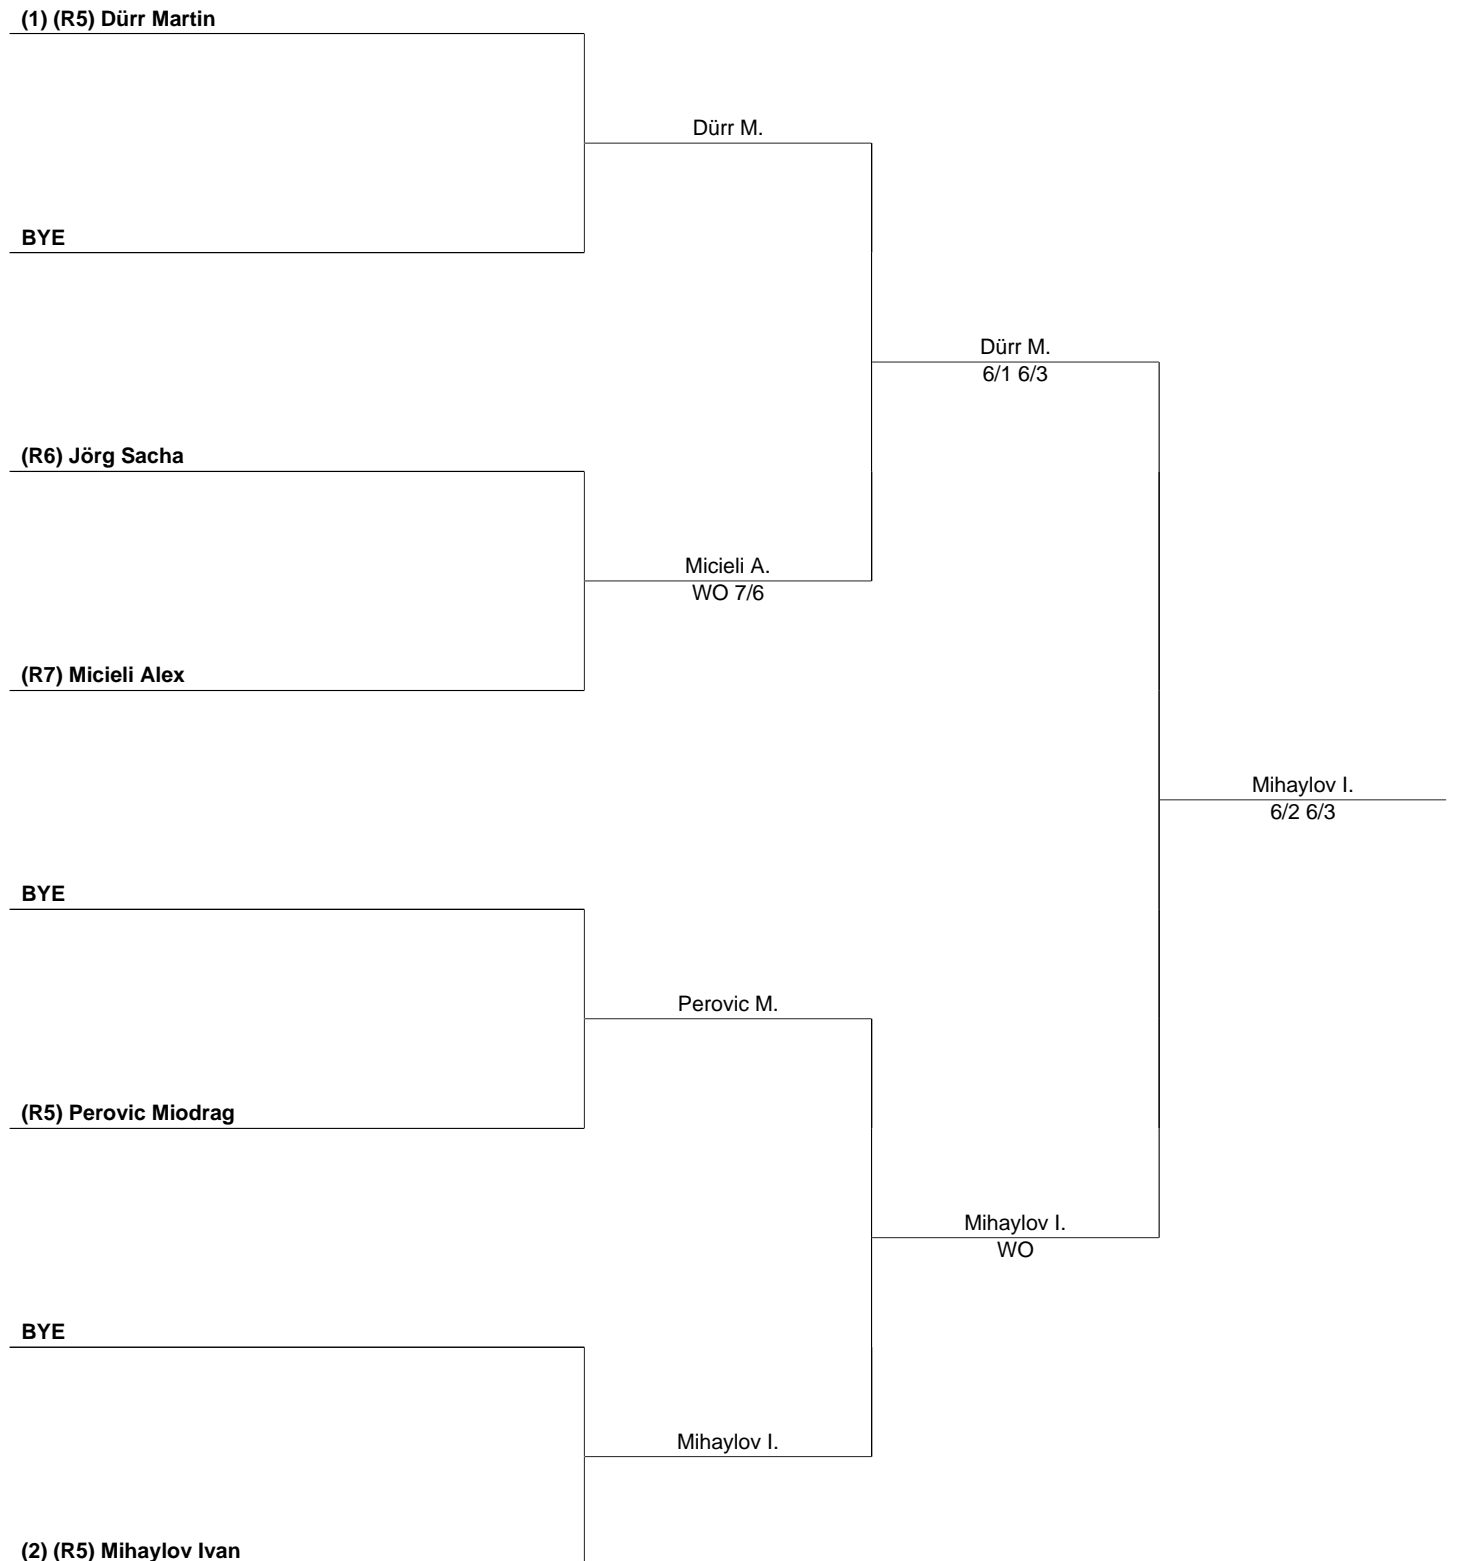 (1) (R5) Dürr Martin
Dürr M.
BYE
Dürr M.
6/1 6/3
(R6) Jörg Sacha
Micieli A.
WO 7/6
(R7) Micieli Alex
Mihaylov I.
6/2 6/3
BYE
Perovic M.
(R5) Perovic Miodrag
Mihaylov I.
WO
BYE
Mihaylov I.
(2) (R5) Mihaylov Ivan